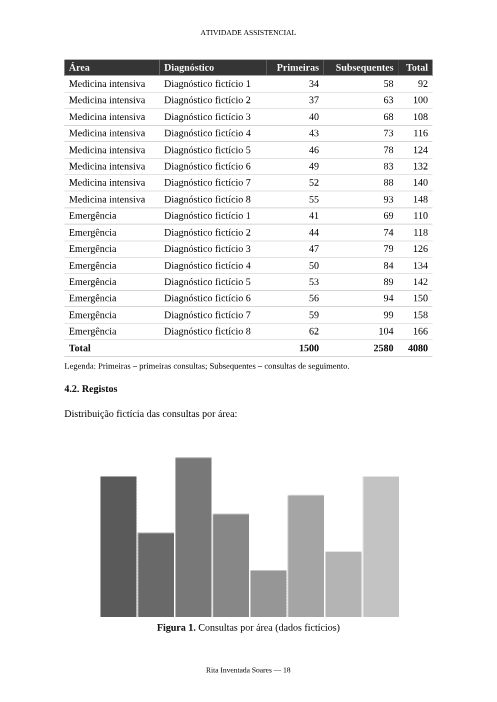 ATIVIDADE ASSISTENCIAL
Área Diagnóstico Primeiras Subsequentes Total
Medicina intensiva Diagnóstico fictício 1 34 58 92
Medicina intensiva Diagnóstico fictício 2 37 63 100
Medicina intensiva Diagnóstico fictício 3 40 68 108
Medicina intensiva Diagnóstico fictício 4 43 73 116
Medicina intensiva Diagnóstico fictício 5 46 78 124
Medicina intensiva Diagnóstico fictício 6 49 83 132
Medicina intensiva Diagnóstico fictício 7 52 88 140
Medicina intensiva Diagnóstico fictício 8 55 93 148
Emergência Diagnóstico fictício 1 41 69 110
Emergência Diagnóstico fictício 2 44 74 118
Emergência Diagnóstico fictício 3 47 79 126
Emergência Diagnóstico fictício 4 50 84 134
Emergência Diagnóstico fictício 5 53 89 142
Emergência Diagnóstico fictício 6 56 94 150
Emergência Diagnóstico fictício 7 59 99 158
Emergência Diagnóstico fictício 8 62 104 166
Total 1500 2580 4080
Legenda: Primeiras – primeiras consultas; Subsequentes – consultas de seguimento.
4.2. Registos
Distribuição fictícia das consultas por área:
Figura 1. Consultas por área (dados fictícios)
Rita Inventada Soares — 18